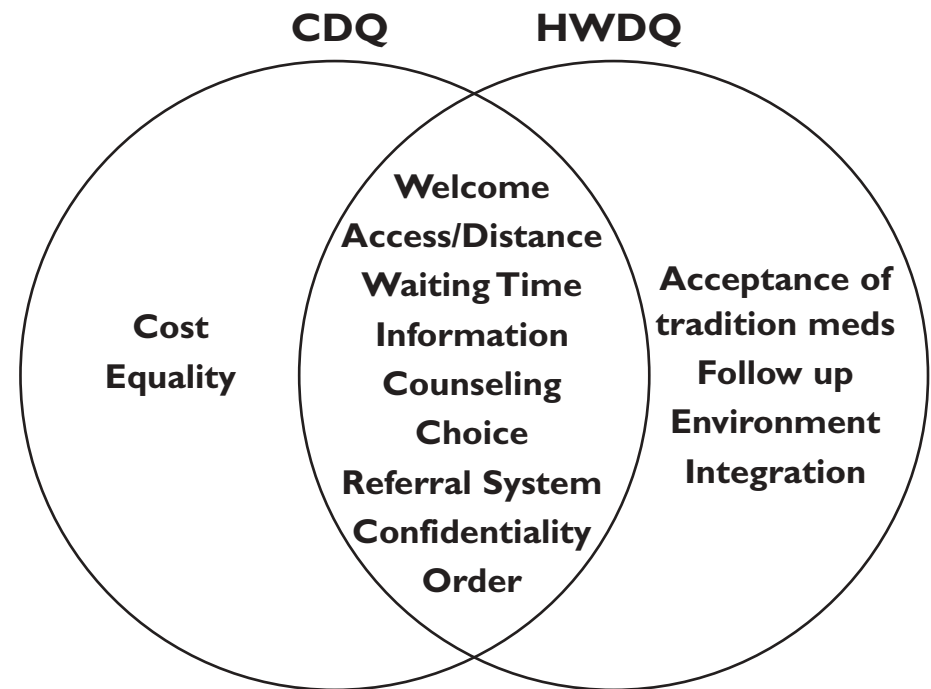 CDQ HWDQ
Cost
Equality
Welcome
Access/Distance
Waiting Time
Information
Counseling
Choice
Referral System
Confidentiality
Order
Acceptance of
tradition meds
Follow up
Environment
Integration